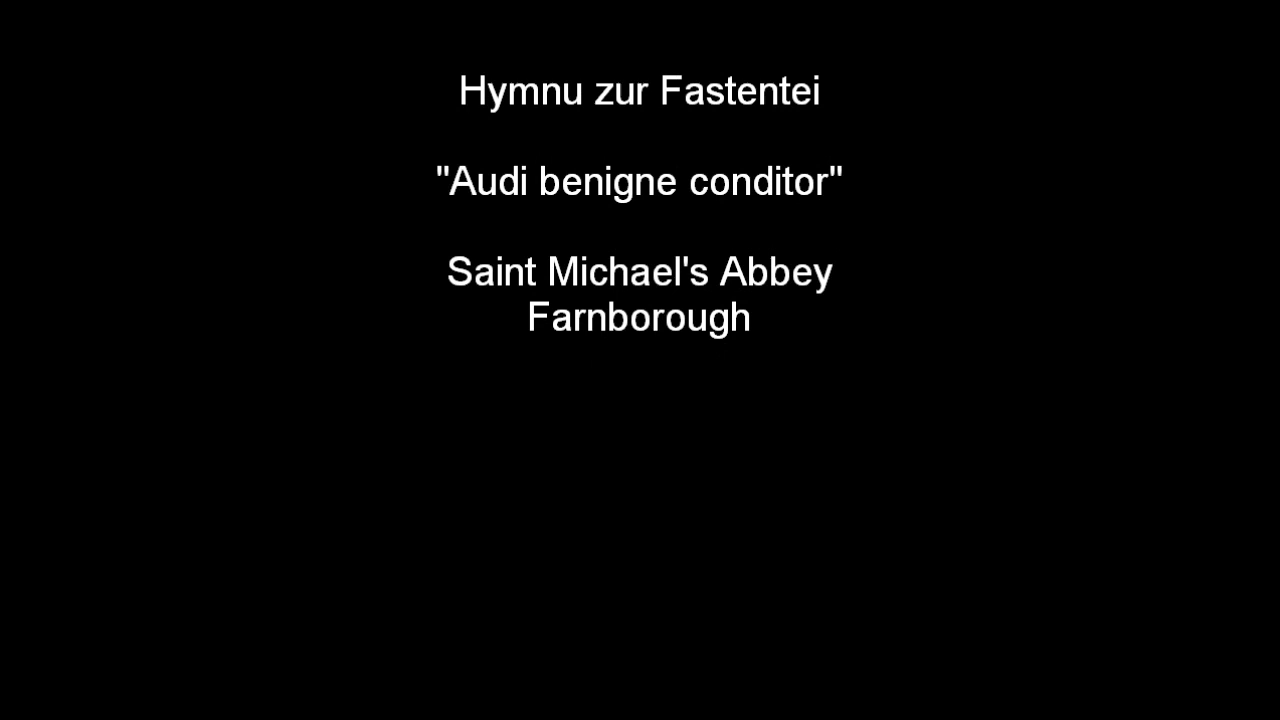 Hymnu zur Fastentei
"Audi benigne conditor"
Saint Michael's Abbey
Farnborough